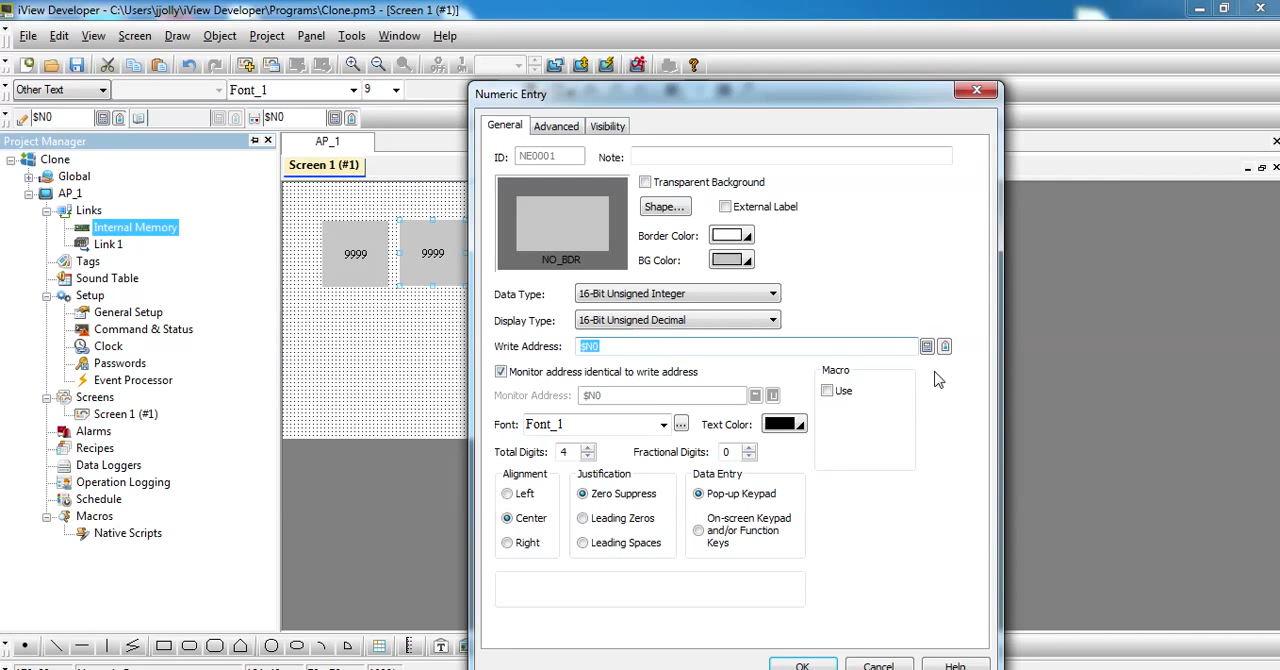 iView Developer - C:\Users\jjolly\iView Developer\Programs\Clone.pm3 - [Screen 1 (#1)]
File Edit View Screen Draw Object Project Panel Tools Window Help
Other Text Font_1 9
$N0 $N0
Project Manager
AP_1
Screen 1 (#1)
Clone
Global
AP_1
Links
Internal Memory
Link 1
Tags
Sound Table
Setup
General Setup
Command & Status
Clock
Passwords
Event Processor
Screens
Screen 1 (#1)
Alarms
Recipes
Data Loggers
Operation Logging
Schedule
Macros
Native Scripts
9999 9999
Numeric Entry
General Advanced Visibility
ID: NE0001 Note:
NO_BDR
Transparent Background
Shape... External Label
Border Color:
BG Color:
Data Type: 16-Bit Unsigned Integer
Display Type: 16-Bit Unsigned Decimal
Write Address: $N0
Monitor address identical to write address
Monitor Address: $N0
Macro
Use
Font: Font_1 ... Text Color:
Total Digits: 4 Fractional Digits: 0
Alignment
Left
Center
Right
Justification
Zero Suppress
Leading Zeros
Leading Spaces
Data Entry
Pop-up Keypad
On-screen Keypad
and/or Function
Keys
OK Cancel Help